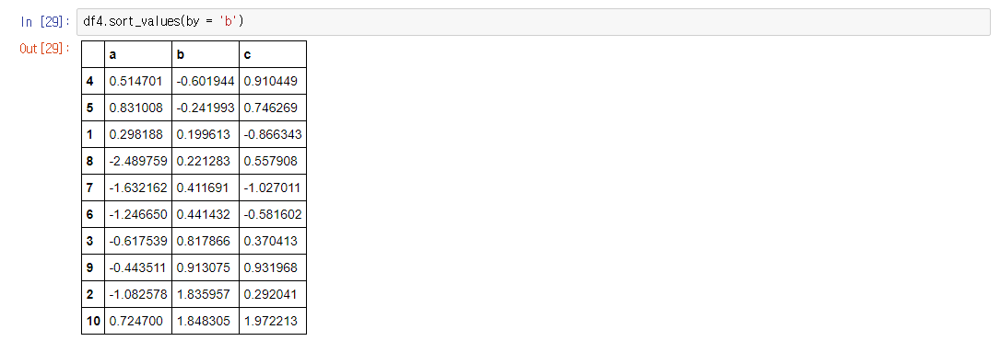 In [29]: df4.sort_values(by = 'b')
Out[29]:
a b c
4 0.514701 -0.601944 0.910449
5 0.831008 -0.241993 0.746269
1 0.298188 0.199613 -0.866343
8 -2.489759 0.221283 0.557908
7 -1.632162 0.411691 -1.027011
6 -1.246650 0.441432 -0.581602
3 -0.617539 0.817866 0.370413
9 -0.443511 0.913075 0.931968
2 -1.082578 1.835957 0.292041
10 0.724700 1.848305 1.972213